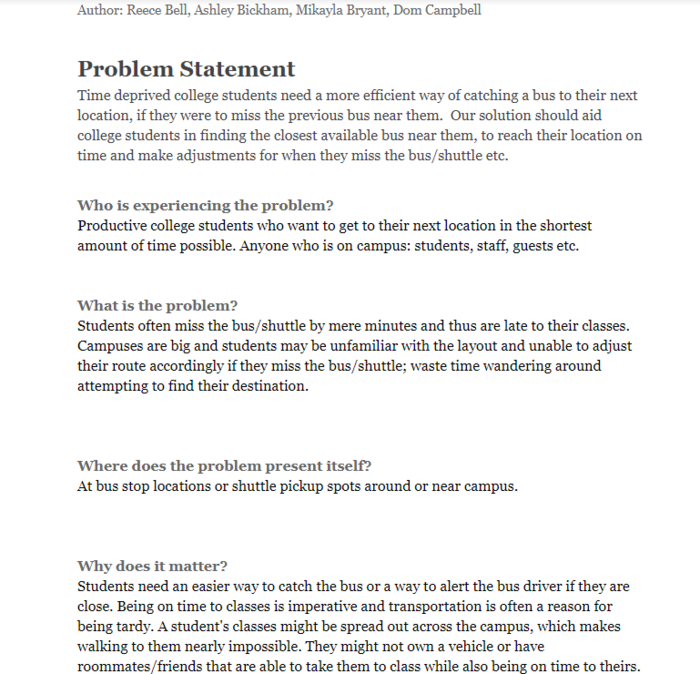 Author: Reece Bell, Ashley Bickham, Mikayla Bryant, Dom Campbell
Problem Statement
Time deprived college students need a more efficient way of catching a bus to their next
location, if they were to miss the previous bus near them.  Our solution should aid
college students in finding the closest available bus near them, to reach their location on
time and make adjustments for when they miss the bus/shuttle etc.
Who is experiencing the problem?
Productive college students who want to get to their next location in the shortest
amount of time possible. Anyone who is on campus: students, staff, guests etc.
What is the problem?
Students often miss the bus/shuttle by mere minutes and thus are late to their classes.
Campuses are big and students may be unfamiliar with the layout and unable to adjust
their route accordingly if they miss the bus/shuttle; waste time wandering around
attempting to find their destination.
Where does the problem present itself?
At bus stop locations or shuttle pickup spots around or near campus.
Why does it matter?
Students need an easier way to catch the bus or a way to alert the bus driver if they are
close. Being on time to classes is imperative and transportation is often a reason for
being tardy. A student's classes might be spread out across the campus, which makes
walking to them nearly impossible. They might not own a vehicle or have
roommates/friends that are able to take them to class while also being on time to theirs.